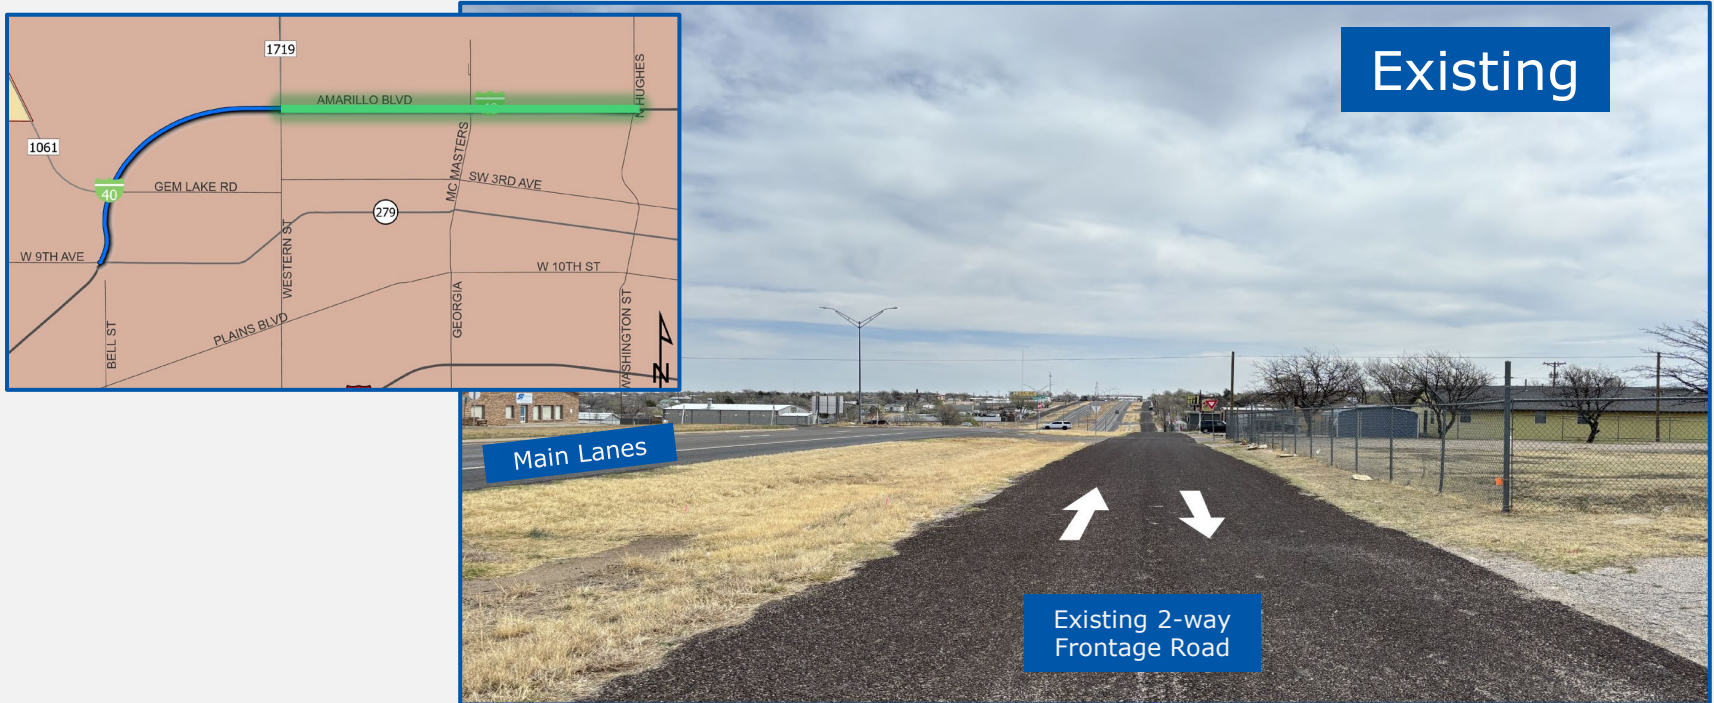 1719
AMARILLO BLVD
40
N HUGHES
1061
MC MASTERS
40
GEM LAKE RD
SW 3RD AVE
279
W 9TH AVE
WESTERN ST
W 10TH ST
PLAINS BLVD
GEORGIA
BELL ST
WASHINGTON ST
N
Existing
Main Lanes
Existing 2-way
Frontage Road